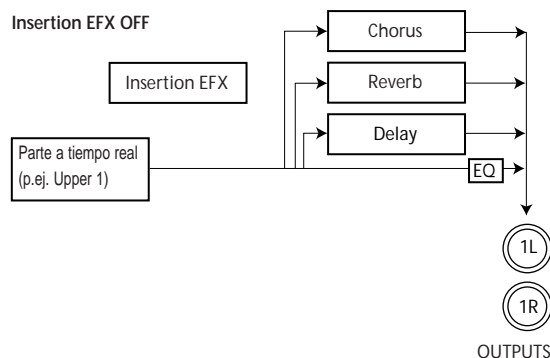 Insertion EFX OFF
Chorus
Insertion EFX
Reverb
Delay
Parte a tiempo real
(p.ej. Upper 1)
EQ
1L
1R
OUTPUTS